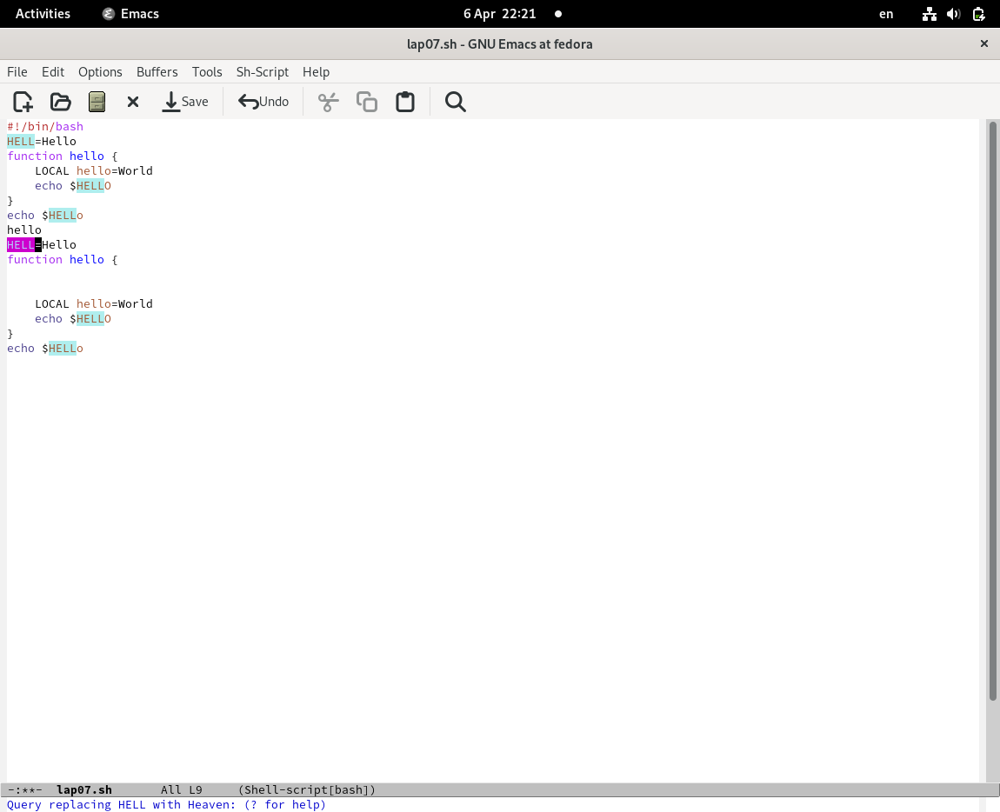 Activities Emacs 6 Apr 22:21 en
lap07.sh - GNU Emacs at fedora
File Edit Options Buffers Tools Sh-Script Help
Save Undo
#!/bin/bash
HELL=Hello
function hello {
    LOCAL hello=World
    echo $HELLO
}
echo $HELLo
hello
HELL=Hello
function hello {
    LOCAL hello=World
    echo $HELLO
}
echo $HELLo
-:**-  lap07.sh       All L9     (Shell-script[bash])
Query replacing HELL with Heaven: (? for help)